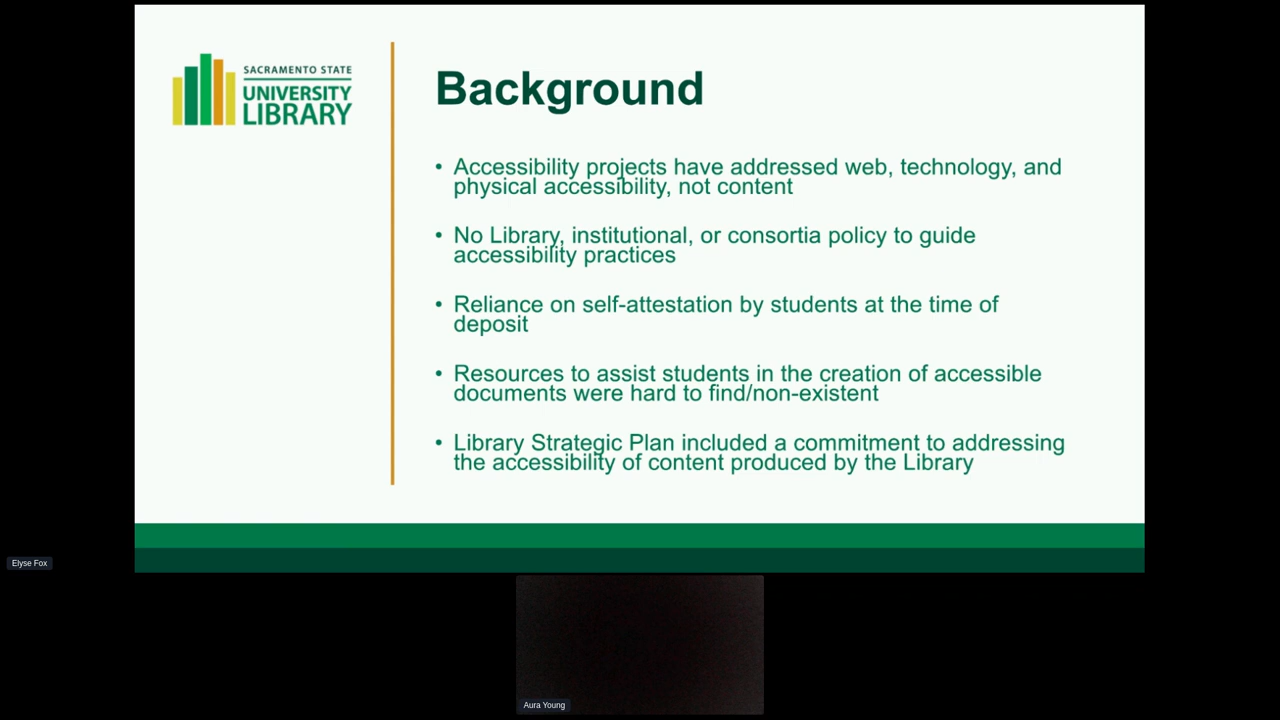 SACRAMENTO STATE
UNIVERSITY
LIBRARY
Background
• Accessibility projects have addressed web, technology, and
physical accessibility, not content
• No Library, institutional, or consortia policy to guide
accessibility practices
• Reliance on self-attestation by students at the time of
deposit
• Resources to assist students in the creation of accessible
documents were hard to find/non-existent
• Library Strategic Plan included a commitment to addressing
the accessibility of content produced by the Library
Elyse Fox
Aura Young